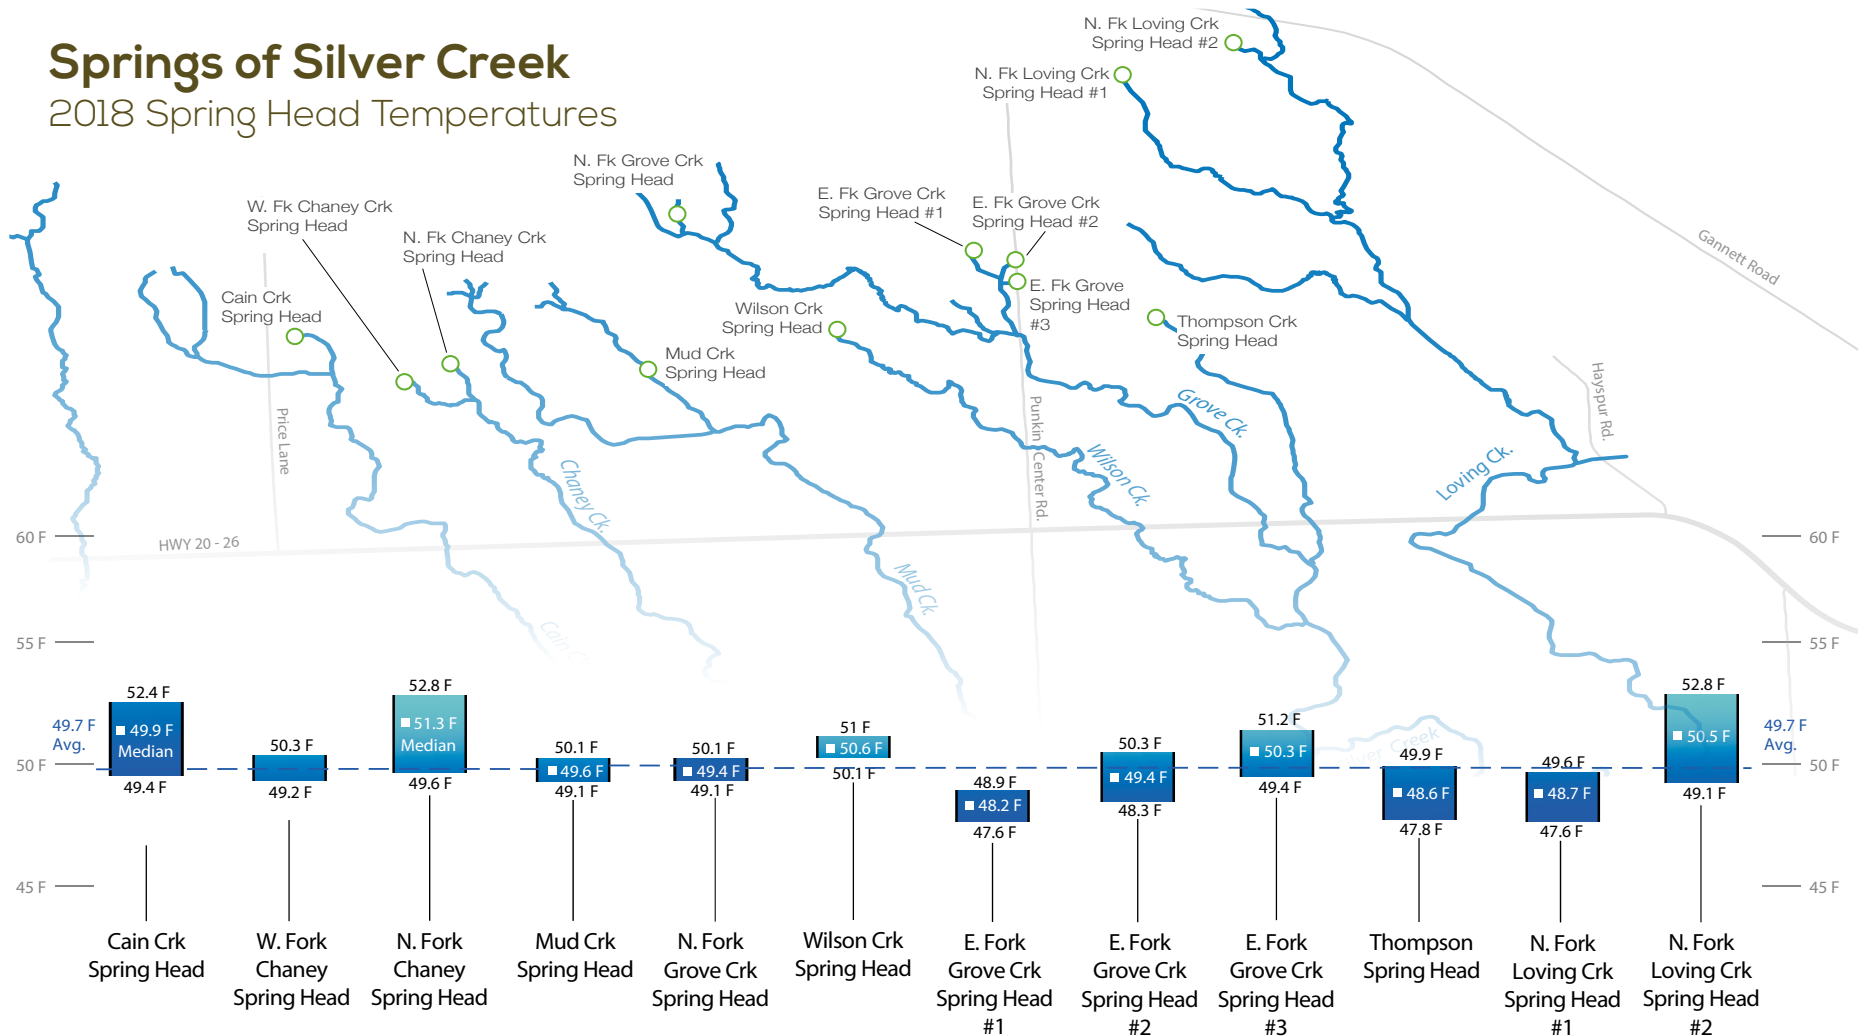 Springs of Silver Creek
2018 Spring Head Temperatures
N. Fk Loving Crk
Spring Head #2
N. Fk Loving Crk
Spring Head #1
N. Fk Grove Crk
Spring Head
W. Fk Chaney Crk
Spring Head
N. Fk Chaney Crk
Spring Head
E. Fk Grove Crk
Spring Head #1
E. Fk Grove Crk
Spring Head #2
Gannett Road
Cain Crk
Spring Head
Wilson Crk
Spring Head
E. Fk Grove
Spring Head
#3
Thompson Crk
Spring Head
Mud Crk
Spring Head
Hayspur Rd.
Price Lane
Punkin Center Rd.
Grove Ck.
Wilson Ck.
Loving Ck.
Chaney Ck.
Mud Ck.
Cain C
HWY 20 - 26
60 F
60 F
55 F
55 F
49.7 F
Avg.
49.7 F
Avg.
50 F
50 F
45 F
45 F
52.4 F
49.9 F
Median
49.4 F
50.3 F
49.2 F
52.8 F
51.3 F
Median
49.6 F
50.1 F
49.6 F
49.1 F
50.1 F
49.4 F
49.1 F
51 F
50.6 F
50.1 F
48.9 F
48.2 F
47.6 F
50.3 F
49.4 F
48.3 F
51.2 F
50.3 F
49.4 F
Creek
49.9 F
48.6 F
47.8 F
49.6 F
48.7 F
47.6 F
52.8 F
50.5 F
49.1 F
Cain Crk
Spring Head
W. Fork
Chaney
Spring Head
N. Fork
Chaney
Spring Head
Mud Crk
Spring Head
N. Fork
Grove Crk
Spring Head
Wilson Crk
Spring Head
E. Fork
Grove Crk
Spring Head
#1
E. Fork
Grove Crk
Spring Head
#2
E. Fork
Grove Crk
Spring Head
#3
Thompson
Spring Head
N. Fork
Loving Crk
Spring Head
#1
N. Fork
Loving Crk
Spring Head
#2